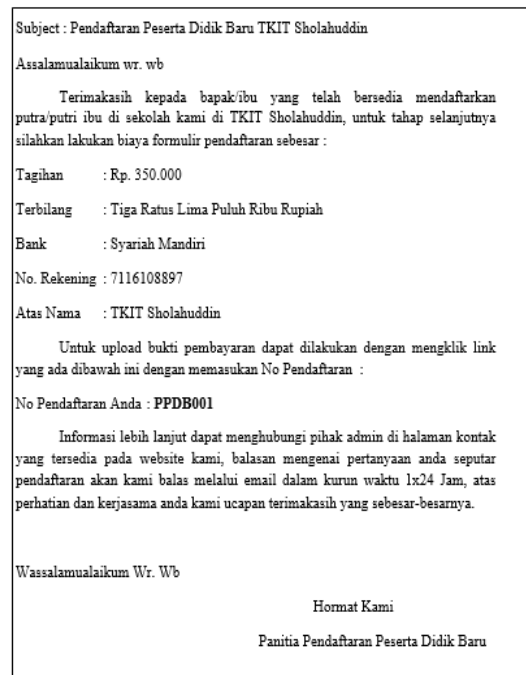 Subject : Pendaftaran Peserta Didik Baru TKIT Sholahuddin
Assalamualaikum wr. wb
Terimakasih kepada bapak/ibu yang telah bersedia mendaftarkan
putra/putri ibu di sekolah kami di TKIT Sholahuddin, untuk tahap selanjutnya
silahkan lakukan biaya formulir pendaftaran sebesar :
Tagihan : Rp. 350.000
Terbilang : Tiga Ratus Lima Puluh Ribu Rupiah
Bank : Syariah Mandiri
No. Rekening : 7116108897
Atas Nama : TKIT Sholahuddin
Untuk upload bukti pembayaran dapat dilakukan dengan mengklik link
yang ada dibawah ini dengan memasukan No Pendaftaran :
No Pendaftaran Anda : PPDB001
Informasi lebih lanjut dapat menghubungi pihak admin di halaman kontak
yang tersedia pada website kami, balasan mengenai pertanyaan anda seputar
pendaftaran akan kami balas melalui email dalam kurun waktu 1x24 Jam, atas
perhatian dan kerjasama anda kami ucapan terimakasih yang sebesar-besarnya.
Wassalamualaikum Wr. Wb
Hormat Kami
Panitia Pendaftaran Peserta Didik Baru